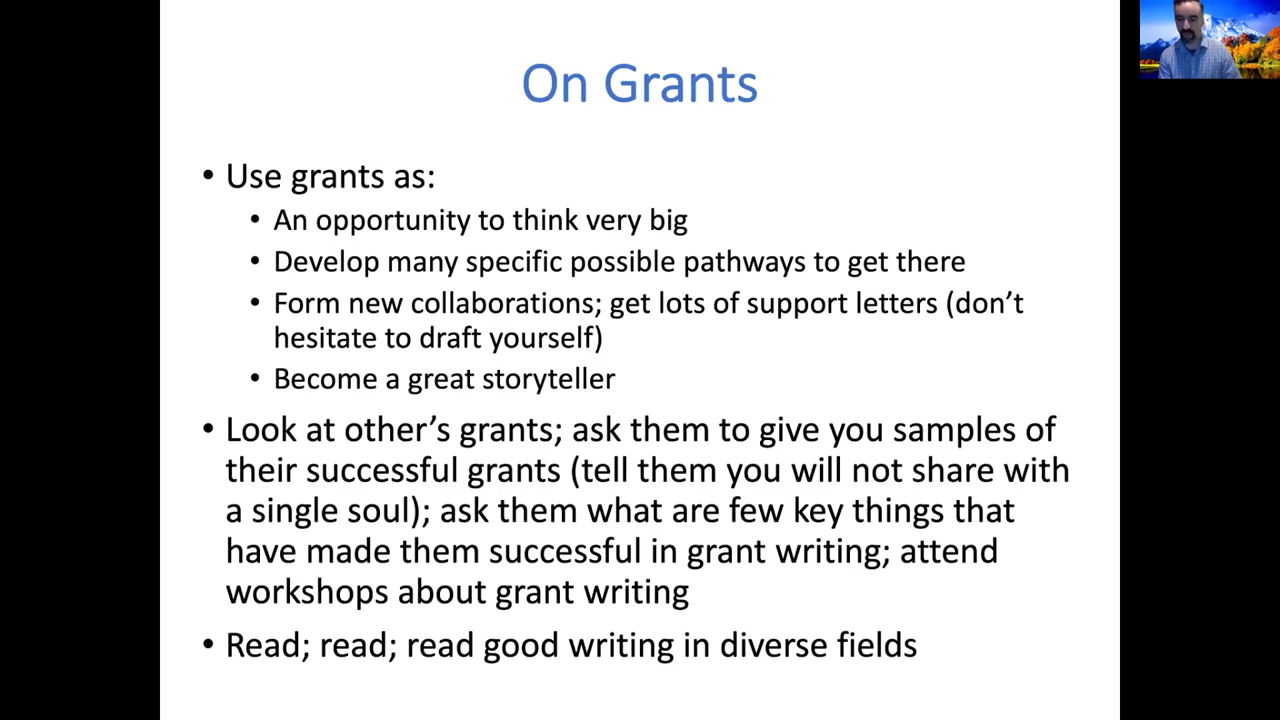 On Grants
• Use grants as:
• An opportunity to think very big
• Develop many specific possible pathways to get there
• Form new collaborations; get lots of support letters (don’t
hesitate to draft yourself)
• Become a great storyteller
• Look at other’s grants; ask them to give you samples of
their successful grants (tell them you will not share with
a single soul); ask them what are few key things that
have made them successful in grant writing; attend
workshops about grant writing
• Read; read; read good writing in diverse fields